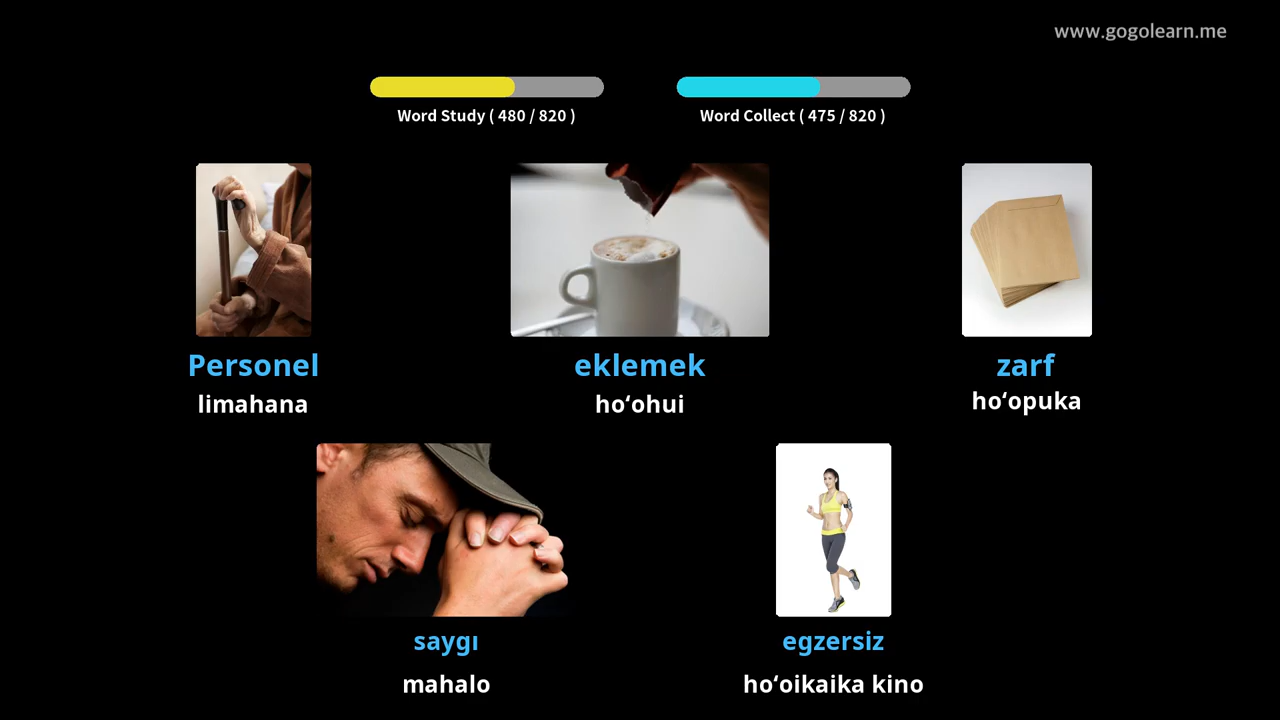 www.gogolearn.me
Word Study ( 480 / 820 )
Word Collect ( 475 / 820 )
Personel
limahana
eklemek
hoʻohui
zarf
hoʻopuka
saygı
mahalo
egzersiz
hoʻoikaika kino